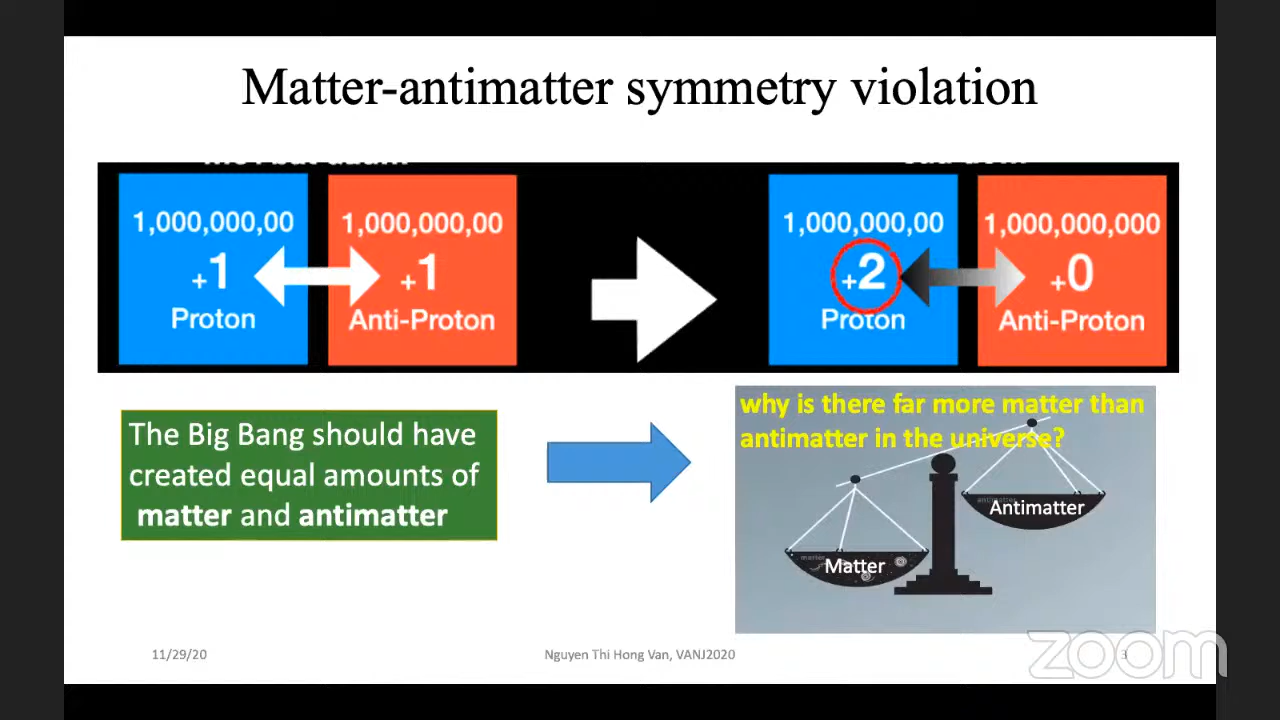 Matter-antimatter symmetry violation
1,000,000,00
+1
Proton
1,000,000,00
+1
Anti-Proton
1,000,000,00
+2
Proton
1,000,000,000
+0
Anti-Proton
The Big Bang should have
created equal amounts of
matter and antimatter
why is there far more matter than
antimatter in the universe?
antimatter
Antimatter
matter
Matter
11/29/20
Nguyen Thi Hong Van, VANJ2020
3
zoom